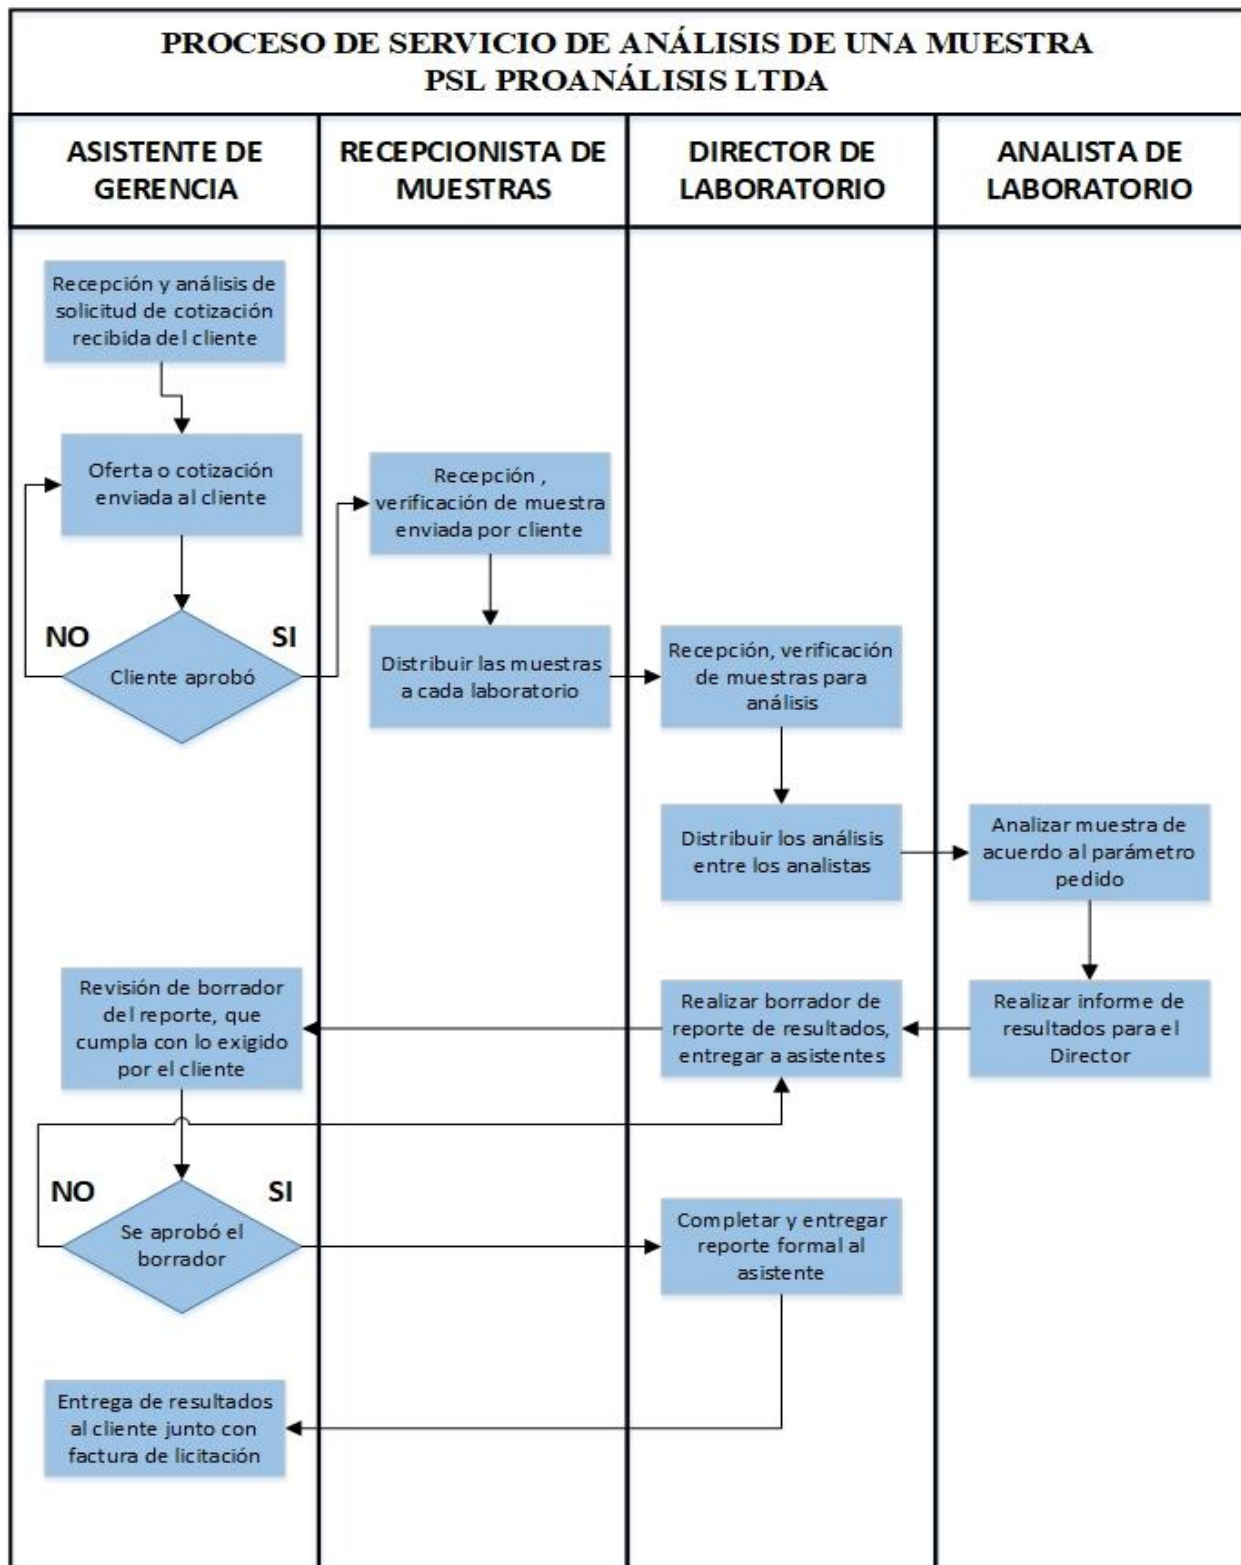 PROCESO DE SERVICIO DE ANÁLISIS DE UNA MUESTRA
PSL PROANÁLISIS LTDA
ASISTENTE DE
GERENCIA
RECEPCIONISTA DE
MUESTRAS
DIRECTOR DE
LABORATORIO
ANALISTA DE
LABORATORIO
Recepción y análisis de
solicitud de cotización
recibida del cliente
Oferta o cotización
enviada al cliente
NO
SI
Cliente aprobó
Recepción ,
verificación de muestra
enviada por cliente
Distribuir las muestras
a cada laboratorio
Recepción, verificación
de muestras para
análisis
Distribuir los análisis
entre los analistas
Analizar muestra de
acuerdo al parámetro
pedido
Realizar informe de
resultados para el
Director
Realizar borrador de
reporte de resultados,
entregar a asistentes
Revisión de borrador
del reporte, que
cumpla con lo exigido
por el cliente
NO
SI
Se aprobó el
borrador
Completar y entregar
reporte formal al
asistente
Entrega de resultados
al cliente junto con
factura de licitación